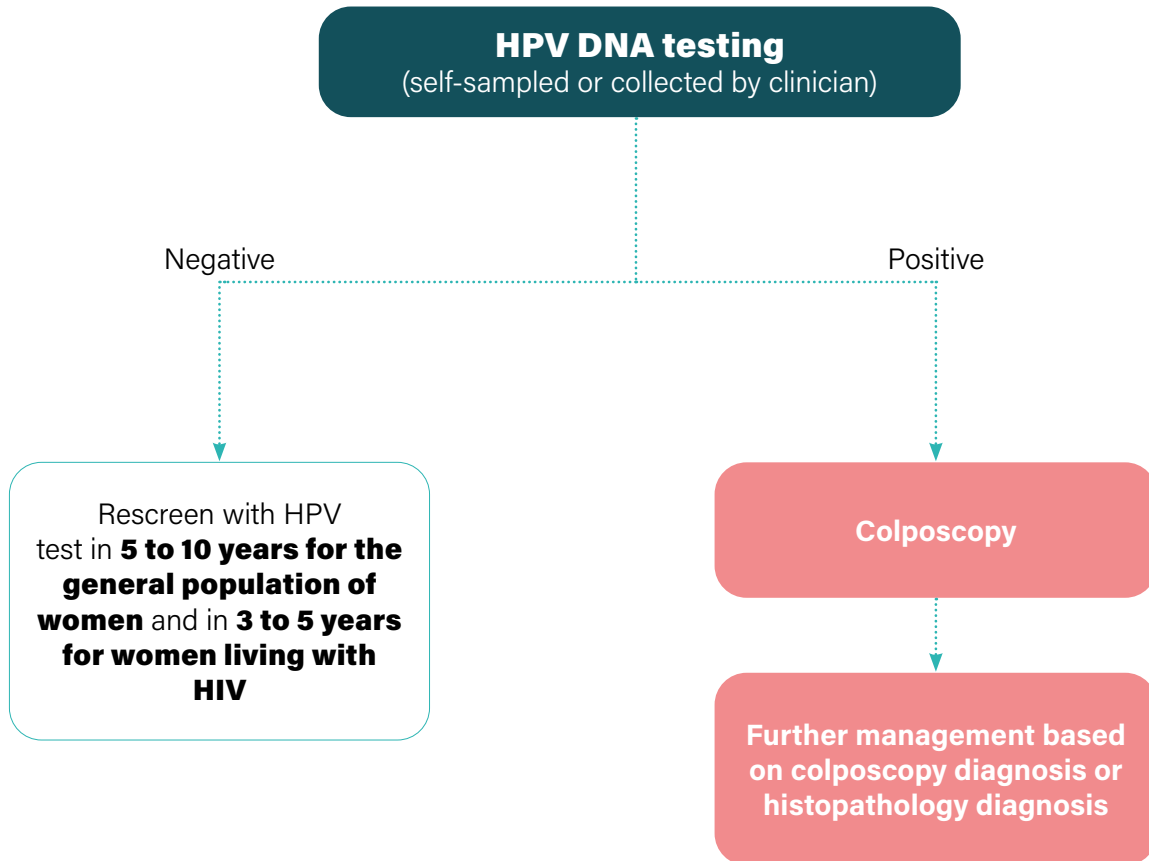 HPV DNA testing
(self-sampled or collected by clinician)
Negative
Positive
Rescreen with HPV
test in 5 to 10 years for the
general population of
women and in 3 to 5 years
for women living with
HIV
Colposcopy
Further management based
on colposcopy diagnosis or
histopathology diagnosis